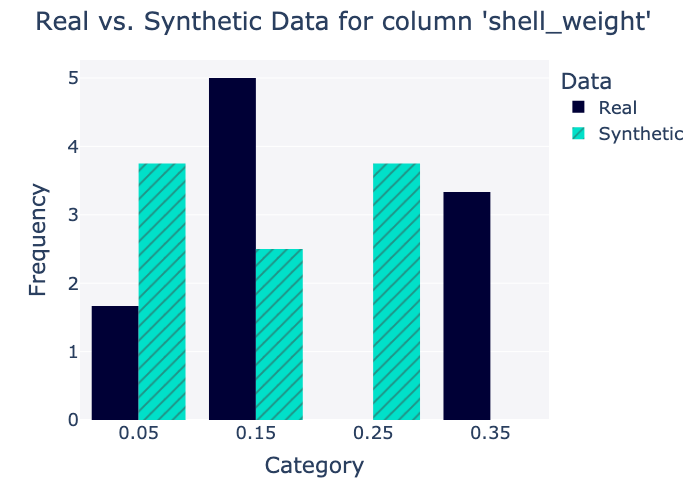 Real vs. Synthetic Data for column 'shell_weight'
Data
Real
Synthetic
5
4
3
2
1
0
Frequency
0.05 0.15 0.25 0.35
Category